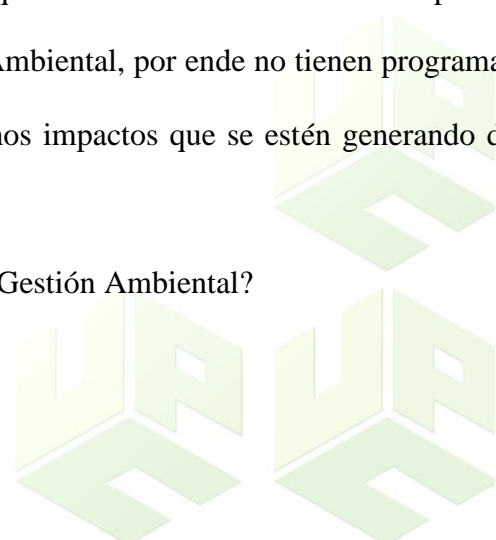 Ambiental, por ende no tienen programa
nos impactos que se estén generando d
Gestión Ambiental?